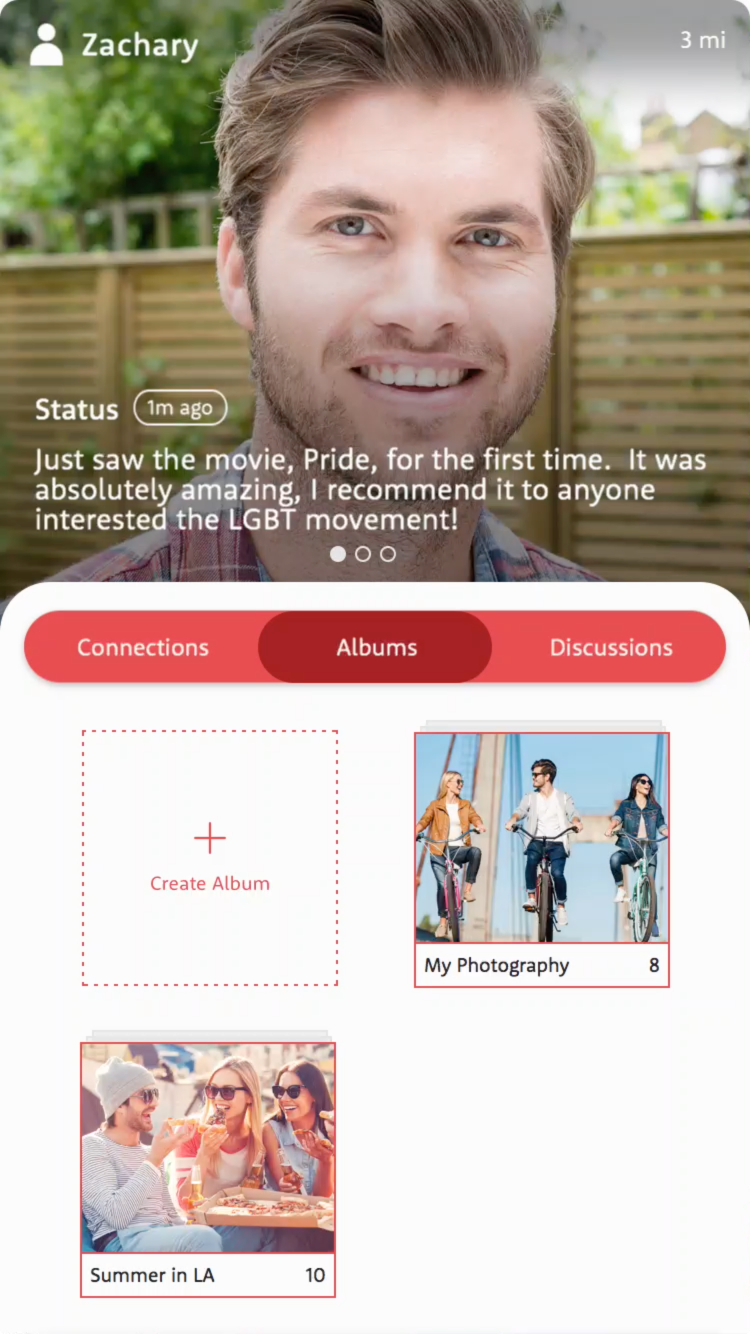 Zachary
3 mi
Status
1m ago
Just saw the movie, Pride, for the first time.  It was
absolutely amazing, I recommend it to anyone
interested the LGBT movement!
Connections
Albums
Discussions
Create Album
My Photography
8
Summer in LA
10